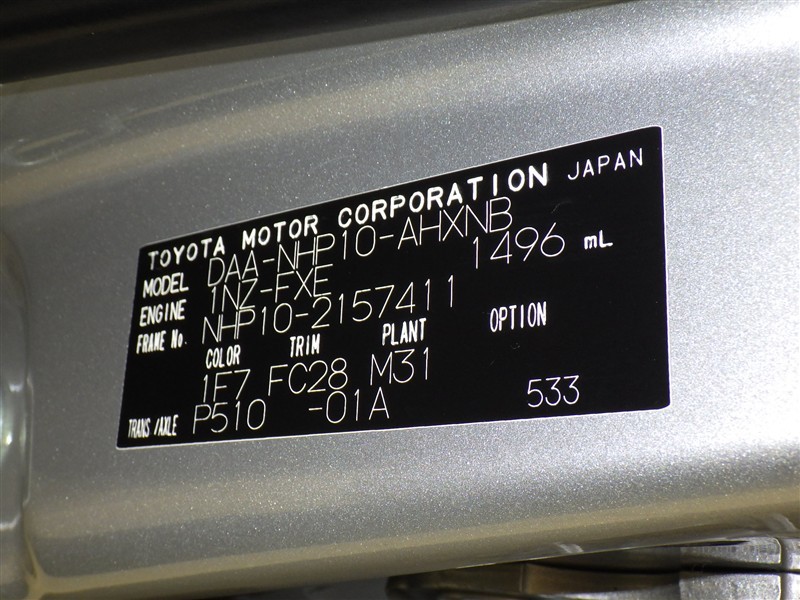 TOYOTA MOTOR CORPORATION JAPAN
MODEL DAA-NHP10-AHXNB
ENGINE 1NZ-FXE 1496 mL
FRAME No. NHP10-2157411
COLOR TRIM PLANT OPTION
1F7 FC28 M31
TRANS/AXLE P510 -01A 533